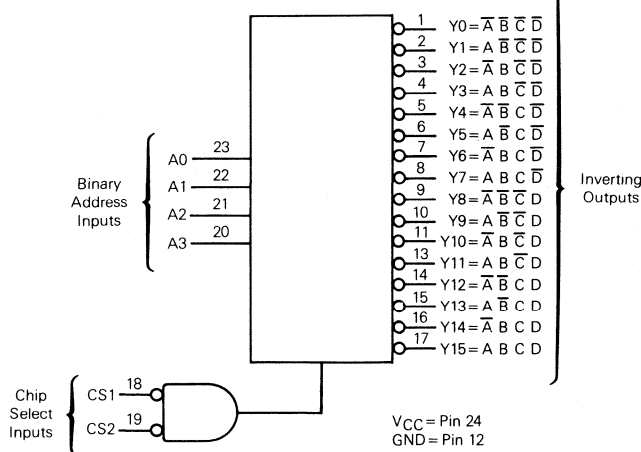 1 Y0 = A̅ B̅ C̅ D̅
2 Y1 = A B̅ C̅ D̅
3 Y2 = A̅ B C̅ D̅
4 Y3 = A B C̅ D̅
5 Y4 = A̅ B̅ C D̅
6 Y5 = A B̅ C D̅
7 Y6 = A̅ B C D̅
8 Y7 = A B C D̅
9 Y8 = A̅ B̅ C̅ D
10 Y9 = A B̅ C̅ D
11 Y10 = A̅ B C̅ D
13 Y11 = A B C̅ D
14 Y12 = A̅ B̅ C D
15 Y13 = A B̅ C D
16 Y14 = A̅ B C D
17 Y15 = A B C D
Inverting
Outputs
Binary
Address
Inputs
A0 23
A1 22
A2 21
A3 20
Chip
Select
Inputs
CS1 18
CS2 19
VCC = Pin 24
GND = Pin 12